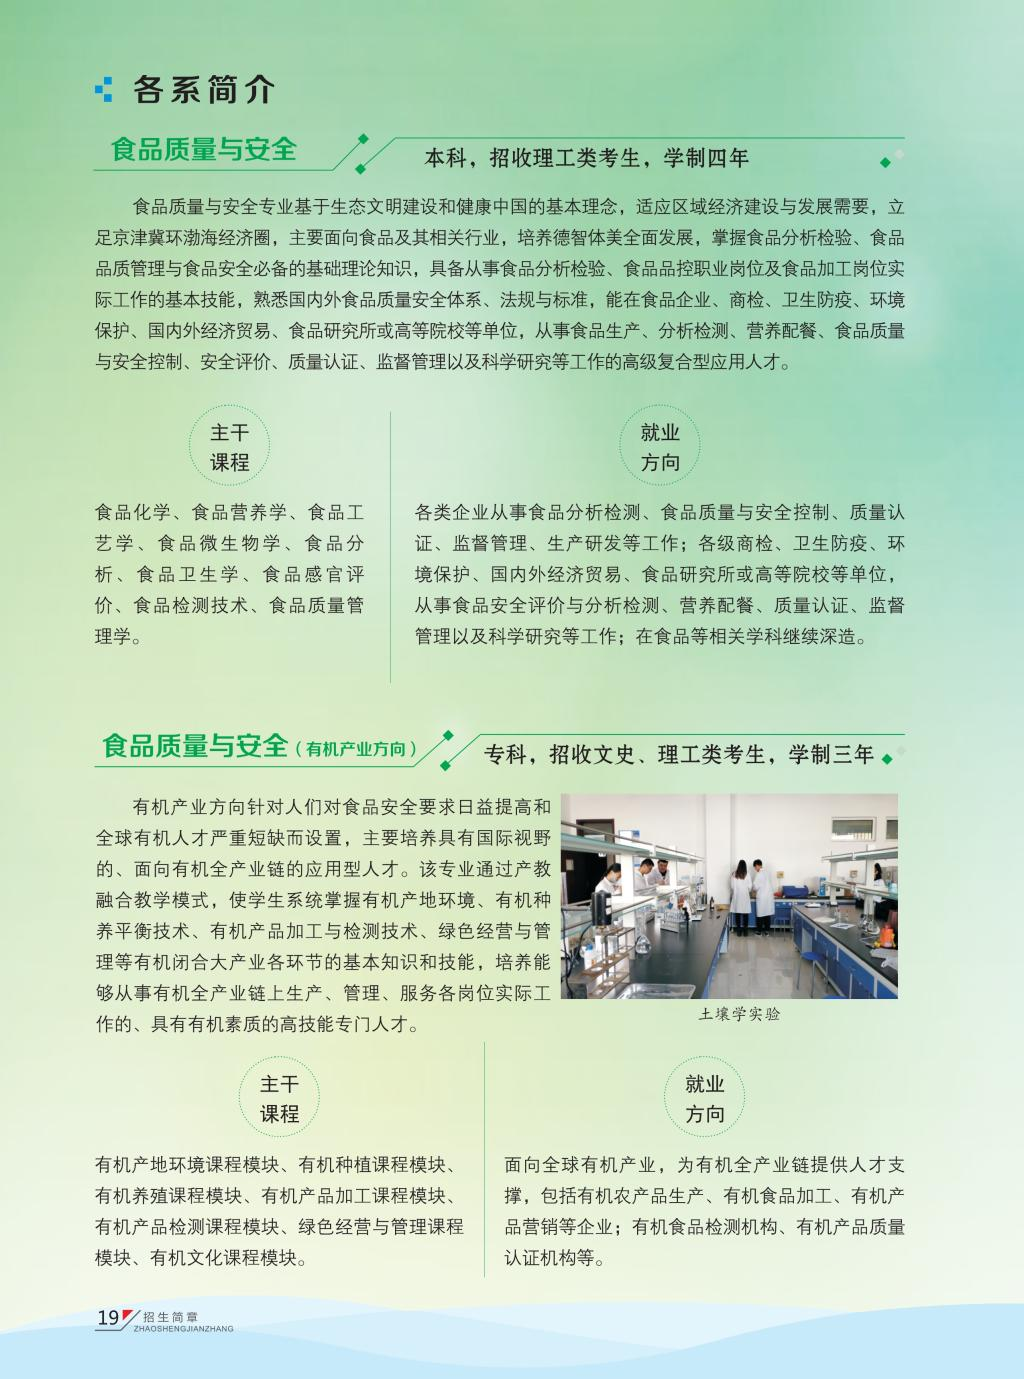 各系简介
食品质量与安全
本科，招收理工类考生，学制四年
食品质量与安全专业基于生态文明建设和健康中国的基本理念，适应区域经济建设与发展需要，立
足京津冀环渤海经济圈，主要面向食品及其相关行业，培养德智体美全面发展，掌握食品分析检验、食品
品质管理与食品安全必备的基础理论知识，具备从事食品分析检验、食品品控职业岗位及食品加工岗位实
际工作的基本技能，熟悉国内外食品质量安全体系、法规与标准，能在食品企业、商检、卫生防疫、环境
保护、国内外经济贸易、食品研究所或高等院校等单位，从事食品生产、分析检测、营养配餐、食品质量
与安全控制、安全评价、质量认证、监督管理以及科学研究等工作的高级复合型应用人才。
主干
课程
食品化学、食品营养学、食品工
艺学、食品微生物学、食品分
析、食品卫生学、食品感官评
价、食品检测技术、食品质量管
理学。
就业
方向
各类企业从事食品分析检测、食品质量与安全控制、质量认
证、监督管理、生产研发等工作；各级商检、卫生防疫、环
境保护、国内外经济贸易、食品研究所或高等院校等单位，
从事食品安全评价与分析检测、营养配餐、质量认证、监督
管理以及科学研究等工作；在食品等相关学科继续深造。
食品质量与安全（有机产业方向）
专科，招收文史、理工类考生，学制三年
有机产业方向针对人们对食品安全要求日益提高和
全球有机人才严重短缺而设置，主要培养具有国际视野
的、面向有机全产业链的应用型人才。该专业通过产教
融合教学模式，使学生系统掌握有机产地环境、有机种
养平衡技术、有机产品加工与检测技术、绿色经营与管
理等有机闭合大产业各环节的基本知识和技能，培养能
够从事有机全产业链上生产、管理、服务各岗位实际工
作的、具有有机素质的高技能专门人才。
土壤学实验
主干
课程
有机产地环境课程模块、有机种植课程模块、
有机养殖课程模块、有机产品加工课程模块、
有机产品检测课程模块、绿色经营与管理课程
模块、有机文化课程模块。
就业
方向
面向全球有机产业，为有机全产业链提供人才支
撑，包括有机农产品生产、有机食品加工、有机产
品营销等企业；有机食品检测机构、有机产品质量
认证机构等。
19
招生简章
ZHAOSHENGJIANZHANG